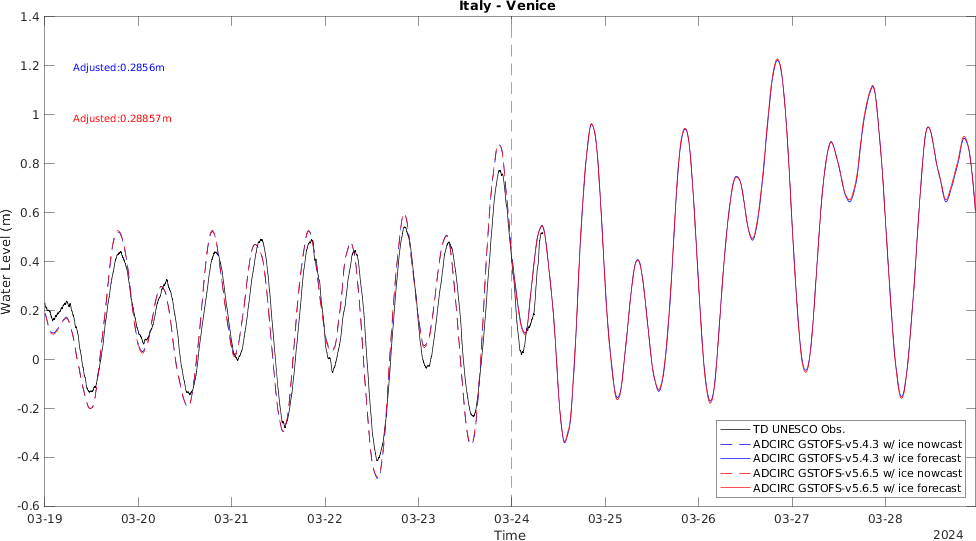 Italy - Venice
1.4
1.2
1
0.8
0.6
0.4
0.2
0
-0.2
-0.4
-0.6
Water Level (m)
Adjusted:0.2856m
Adjusted:0.28857m
TD UNESCO Obs.
ADCIRC GSTOFS-v5.4.3 w/ ice nowcast
ADCIRC GSTOFS-v5.4.3 w/ ice forecast
ADCIRC GSTOFS-v5.6.5 w/ ice nowcast
ADCIRC GSTOFS-v5.6.5 w/ ice forecast
03-19 03-20 03-21 03-22 03-23 03-24 03-25 03-26 03-27 03-28
Time
2024